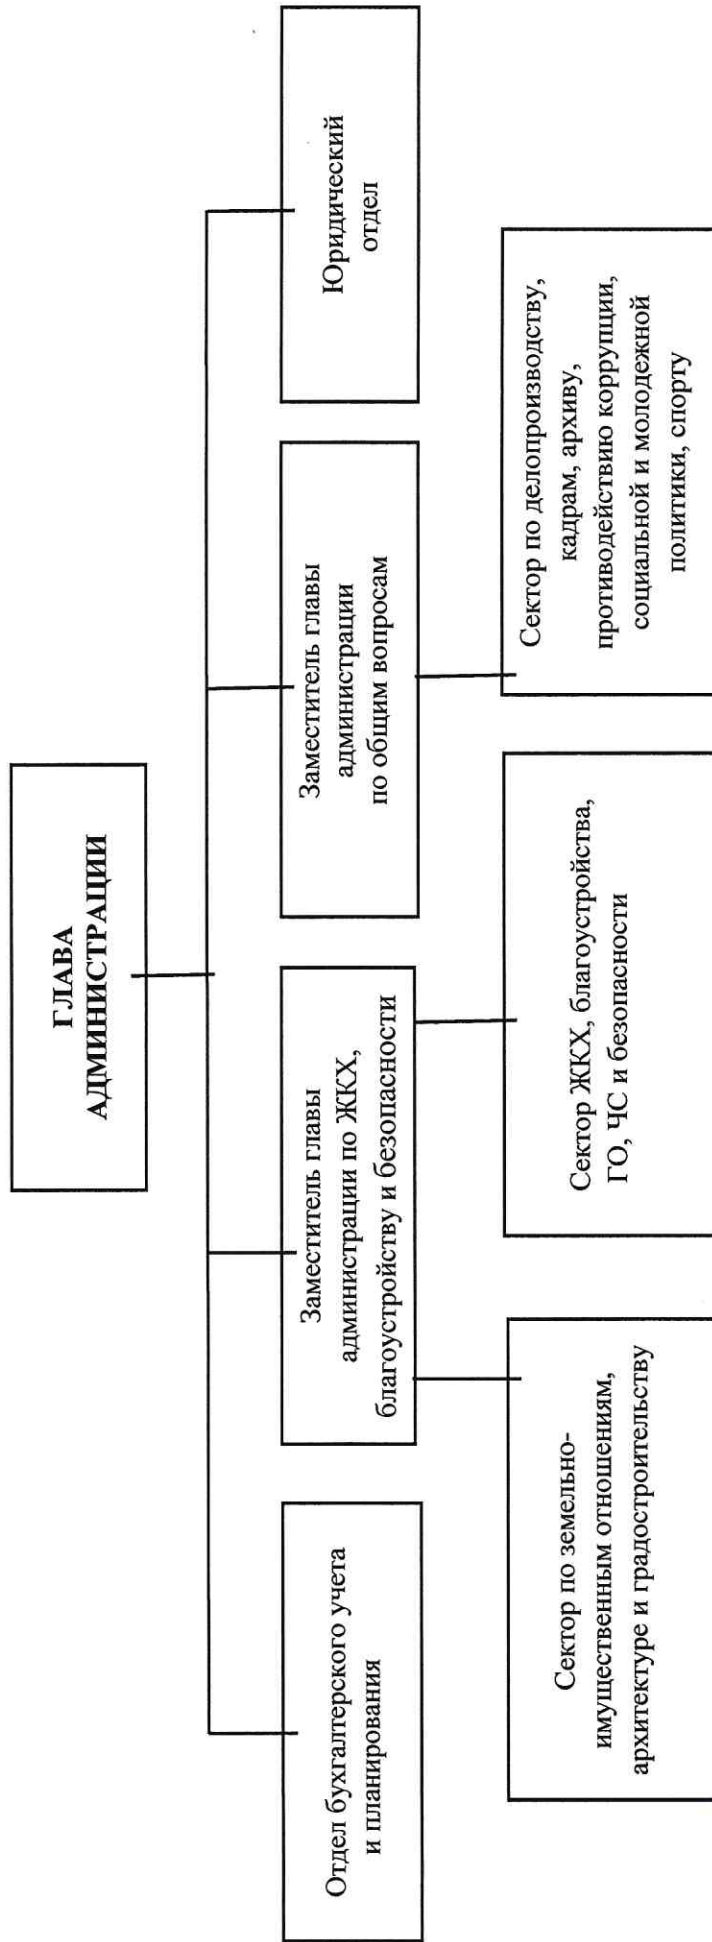 ГЛАВА
АДМИНИСТРАЦИИ
Отдел бухгалтерского учета
и планирования
Заместитель главы
администрации по ЖКХ,
благоустройству и безопасности
Заместитель главы
администрации
по общим вопросам
Юридический
отдел
Сектор по земельно-
имущественным отношениям,
архитектуре и градостроительству
Сектор ЖКХ, благоустройства,
ГО, ЧС и безопасности
Сектор по делопроизводству,
кадрам, архиву,
противодействию коррупции,
социальной и молодежной
политики, спорту